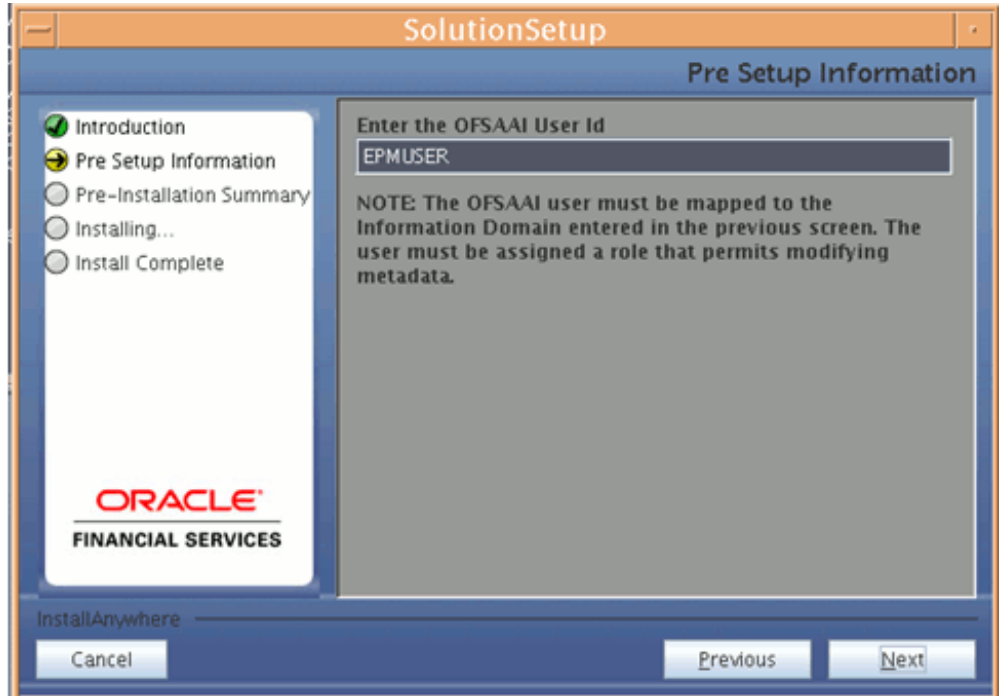 SolutionSetup
Pre Setup Information
Introduction
Pre Setup Information
Pre-Installation Summary
Installing...
Install Complete
ORACLE
FINANCIAL SERVICES
Enter the OFSAAI User Id
EPMUSER
NOTE: The OFSAAI user must be mapped to the
Information Domain entered in the previous screen. The
user must be assigned a role that permits modifying
metadata.
InstallAnywhere
Cancel
Previous
Next